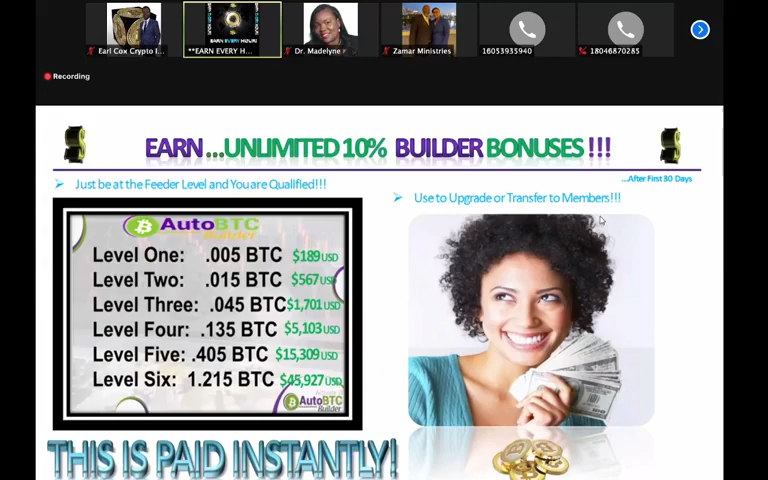 Earl Cox Crypto I...
**EARN EVERY H...
EARN EVERY HOUR!
Dr. Madelyne
Zamar Ministries
16053935940
18046870285
Recording
EARN ...UNLIMITED 10% BUILDER BONUSES !!!
...After First 30 Days
Just be at the Feeder Level and You are Qualified!!!
Use to Upgrade or Transfer to Members!!!
AutoBTC
Builder
Level One: .005 BTC $189 USD
Level Two: .015 BTC $567 USD
Level Three: .045 BTC $1,701 USD
Level Four: .135 BTC $5,103 USD
Level Five: .405 BTC $15,309 USD
Level Six: 1.215 BTC $45,927 USD
AutoBTC
Builder
THIS IS PAID INSTANTLY!